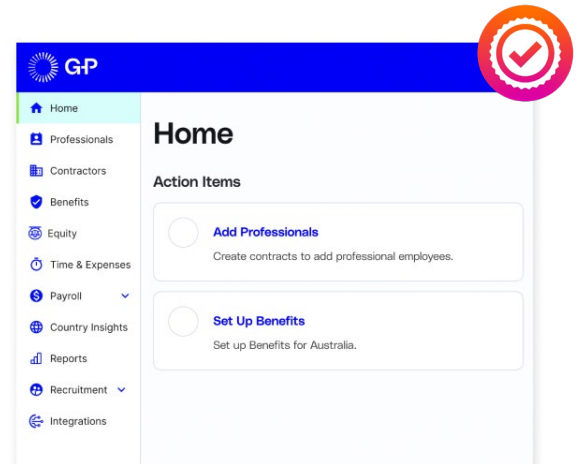 G-P
Home
Professionals
Contractors
Benefits
Equity
Time & Expenses
Payroll
Country Insights
Reports
Recruitment
Integrations
Home
Action Items
Add Professionals
Create contracts to add professional employees.
Set Up Benefits
Set up Benefits for Australia.